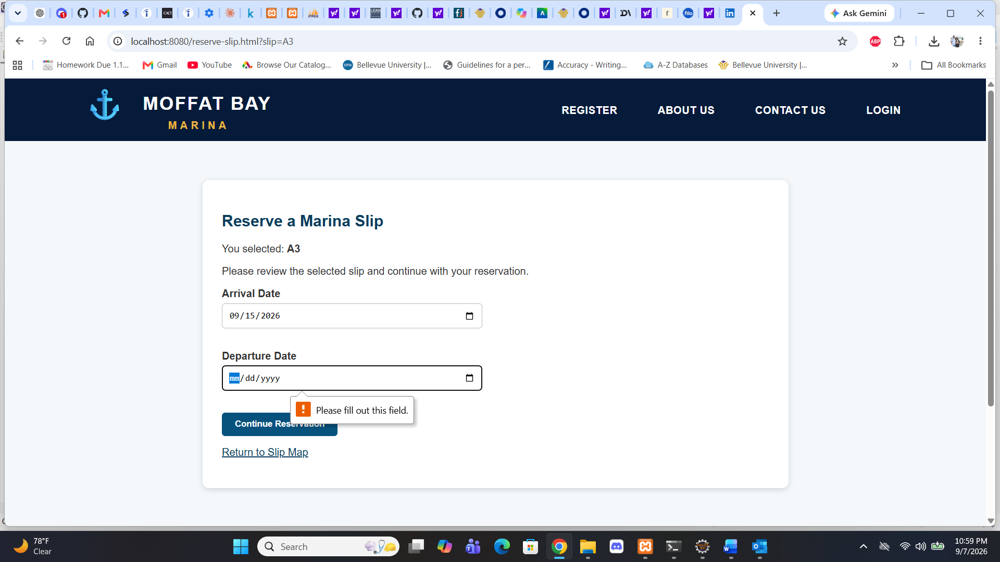 Ask Gemini
localhost:8080/reserve-slip.html?slip=A3
ABP
Homework Due 1.1...
Gmail
YouTube
Browse Our Catalog...
Bellevue University |...
Guidelines for a per...
Accuracy - Writing...
A-Z Databases
Bellevue University |...
All Bookmarks
MOFFAT BAY
MARINA
REGISTER
ABOUT US
CONTACT US
LOGIN
Reserve a Marina Slip
You selected: A3
Please review the selected slip and continue with your reservation.
Arrival Date
09/15/2026
Departure Date
mm/dd/yyyy
Please fill out this field.
Continue Reservation
Return to Slip Map
78°F
Clear
Search
10:59 PM
9/7/2026